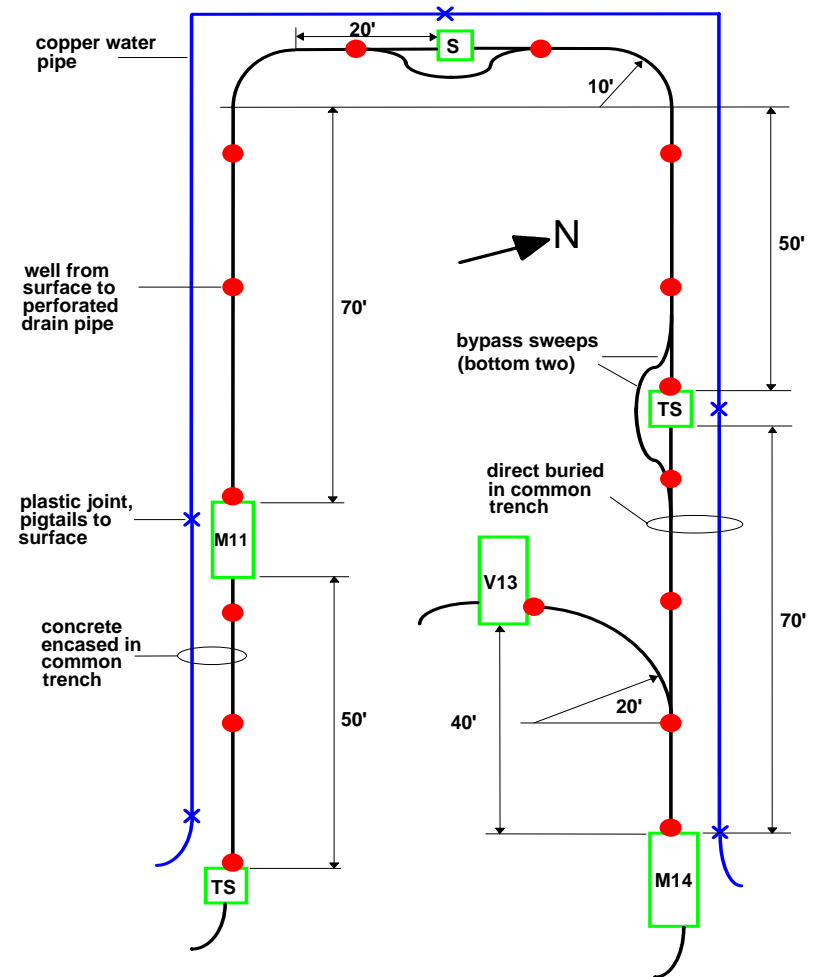 copper water
pipe
20'
S
10'
N
50'
well from
surface to
perforated
drain pipe
70'
bypass sweeps
(bottom two)
TS
plastic joint,
pigtails to
surface
M11
direct buried
in common
trench
V13
concrete
encased in
common
trench
50'
40'
20'
70'
TS
M14